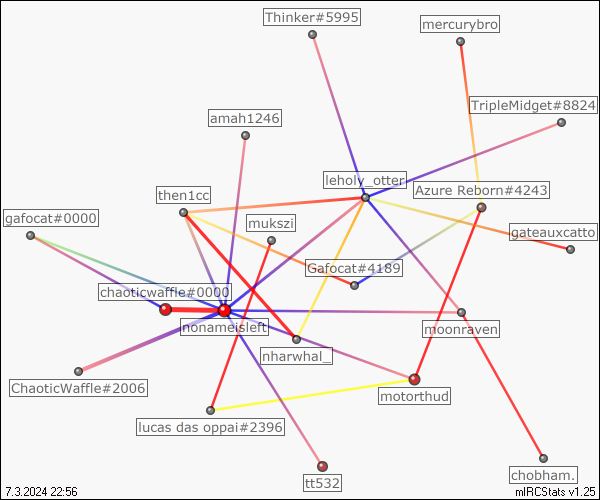 Thinker#5995
mercurybro
TripleMidget#8824
amah1246
leholy_otter
Azure Reborn#4243
then1cc
gafocat#0000
mukszi
gateauxcatto
Gafocat#4189
chaoticwaffle#0000
nonameisleft
moonraven
nharwhal_
ChaoticWaffle#2006
motorthud
lucas das oppai#2396
chobham.
tt532
7.3.2024 22:56
mIRCStats v1.25